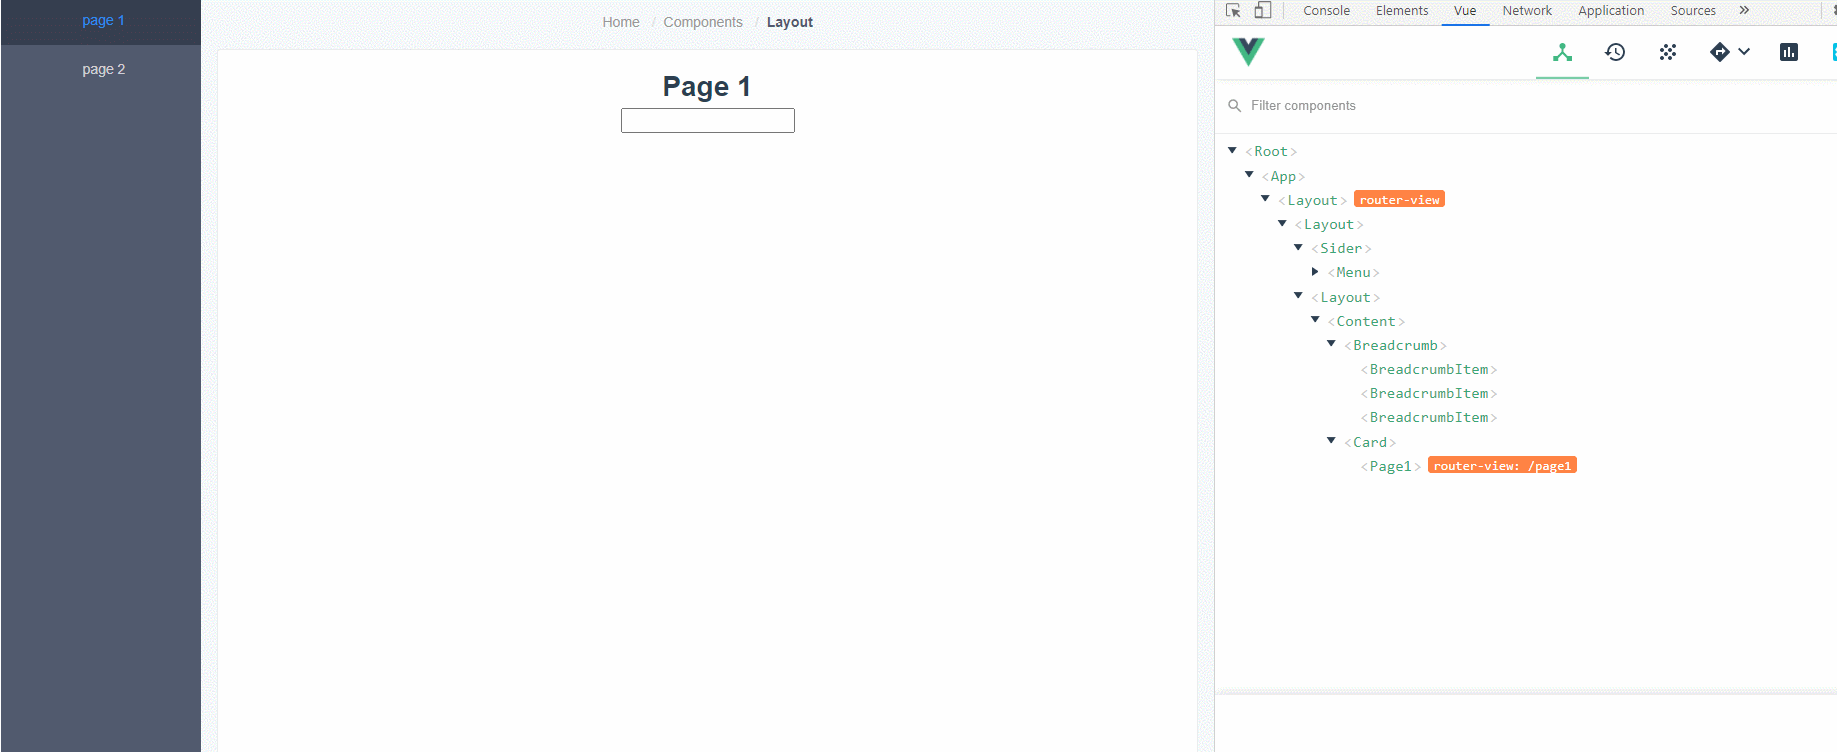 page 1
page 2
Home / Components / Layout
Page 1
Console Elements Vue Network Application Sources »
Filter components
<Root>
<App>
<Layout> router-view
<Layout>
<Sider>
<Menu>
<Layout>
<Content>
<Breadcrumb>
<BreadcrumbItem>
<BreadcrumbItem>
<BreadcrumbItem>
<Card>
<Page1> router-view: /page1